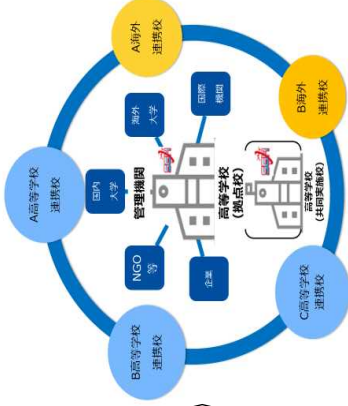 A高等学校
連携校
A海外
連携校
B海外
連携校
C高等学校
連携校
B高等学校
連携校
国内
大学
海外
大学
国際
機関
NGO
等
企業
管理機関
高等学校
(拠点校)
高等学校
(共同実施校)